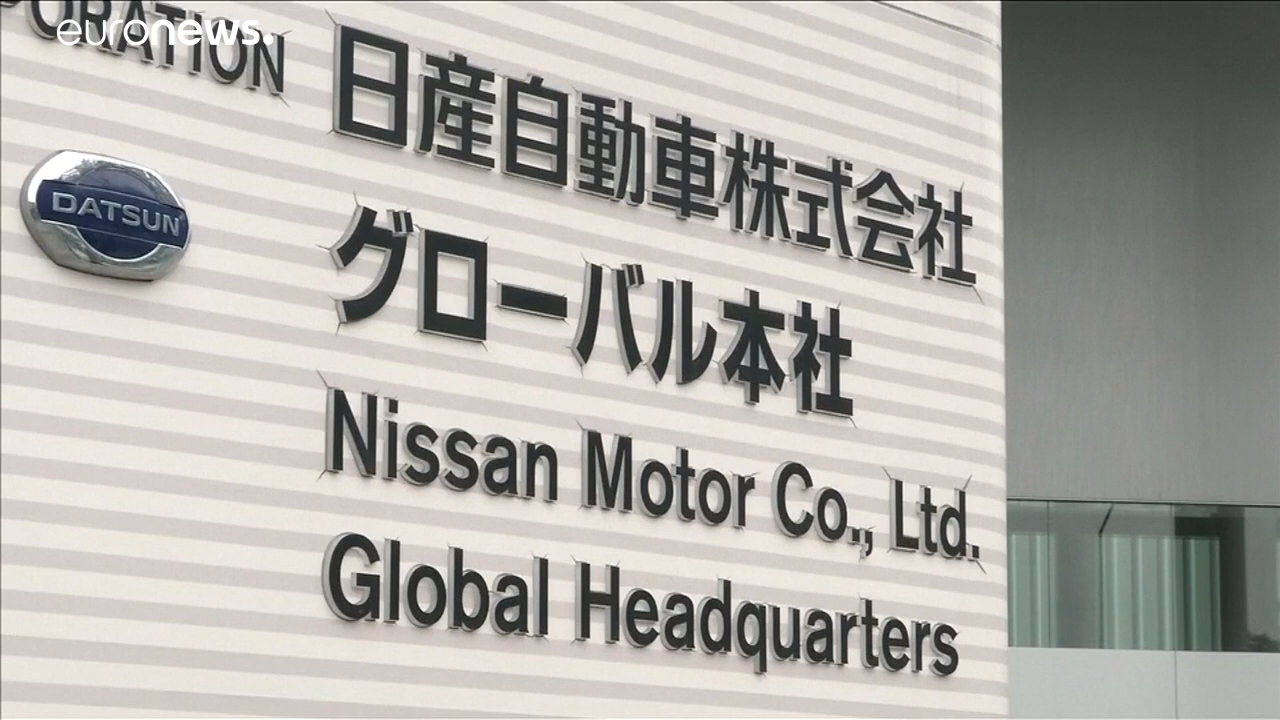 euronews.
DATSUN
日産自動車株式会社
グローバル本社
Nissan Motor Co., Ltd.
Global Headquarters